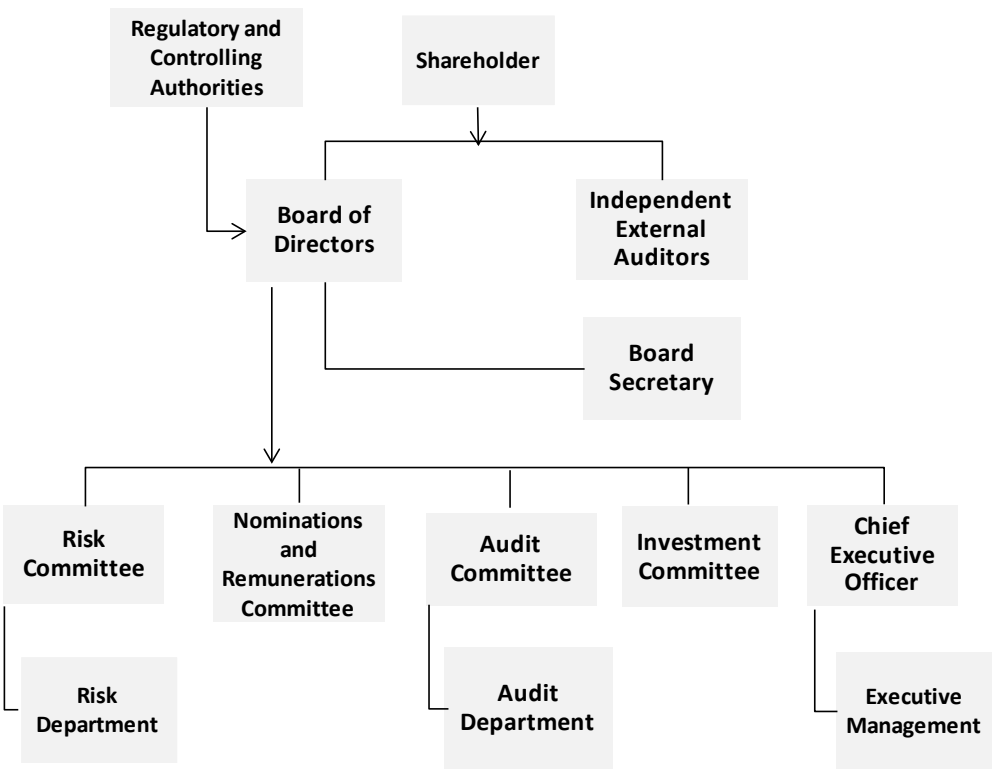 Regulatory and
Controlling
Authorities
Shareholder
Board of
Directors
Independent
External
Auditors
Board
Secretary
Risk
Committee
Nominations
and
Remunerations
Committee
Audit
Committee
Investment
Committee
Chief
Executive
Officer
Risk
Department
Audit
Department
Executive
Management